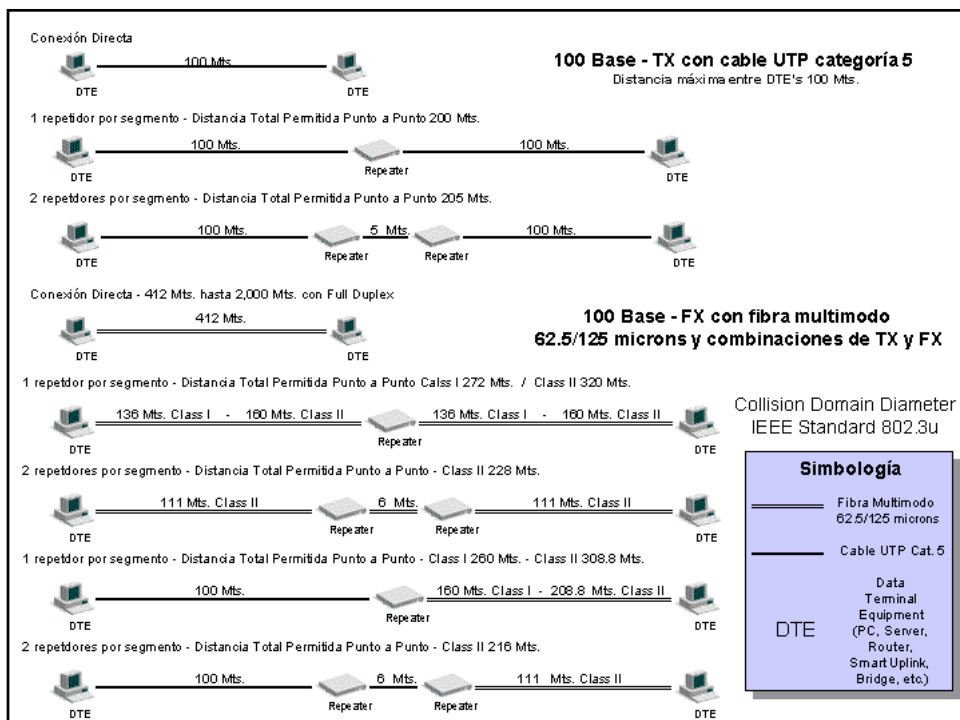 Conexión Directa
100 Mts.
DTE
DTE
100 Base - TX con cable UTP categoría 5
Distancia máxima entre DTE's 100 Mts.
1 repetidor por segmento - Distancia Total Permitida Punto a Punto 200 Mts.
100 Mts.
100 Mts.
DTE
Repeater
DTE
2 repetdores por segmento - Distancia Total Permitida Punto a Punto 205 Mts.
100 Mts.
5 Mts.
100 Mts.
DTE
Repeater
Repeater
DTE
Conexión Directa - 412 Mts. hasta 2,000 Mts. con Full Duplex
412 Mts.
DTE
DTE
100 Base - FX con fibra multimodo
62.5/125 microns y combinaciones de TX y FX
1 repetdor por segmento - Distancia Total Permitida Punto a Punto Calss I 272 Mts. / Class II 320 Mts.
136 Mts. Class I - 160 Mts. Class II
136 Mts. Class I - 160 Mts. Class II
DTE
Repeater
DTE
2 repetdores por segmento - Distancia Total Permitida Punto a Punto - Class II 228 Mts.
111 Mts. Class II
6 Mts.
111 Mts. Class II
DTE
Repeater
Repeater
DTE
1 repetdor por segmento - Distancia Total Permitida Punto a Punto - Class I 260 Mts. - Class II 308.8 Mts.
100 Mts.
160 Mts. Class I - 208.8 Mts. Class II
DTE
Repeater
DTE
2 repetdores por segmento - Distancia Total Permitida Punto a Punto - Class II 216 Mts.
100 Mts.
6 Mts.
111 Mts. Class II
DTE
Repeater
Repeater
DTE
Collision Domain Diameter
IEEE Standard 802.3u
Simbología
Fibra Multimodo
62.5/125 microns
Cable UTP Cat. 5
DTE
Data
Terminal
Equipment
(PC, Server,
Router,
Smart Uplink,
Bridge, etc.)